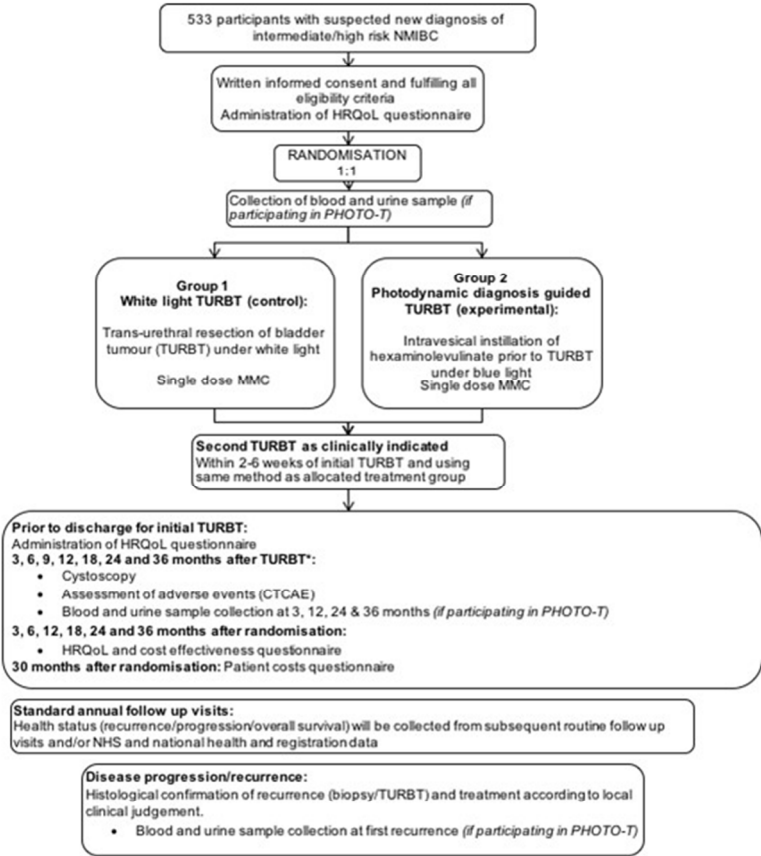 533 participants with suspected new diagnosis of
intermediate/high risk NMIBC
Written informed consent and fulfilling all
eligibility criteria
Administration of HRQoL questionnaire
RANDOMISATION
1:1
Collection of blood and urine sample (if
participating in PHOTO-T)
Group 1
White light TURBT (control):
Trans-urethral resection of bladder
tumour (TURBT) under white light
Single dose MMC
Group 2
Photodynamic diagnosis guided
TURBT (experimental):
Intravesical instillation of
hexaminolevulinate prior to TURBT
under blue light
Single dose MMC
Second TURBT as clinically indicated
Within 2-6 weeks of initial TURBT and using
same method as allocated treatment group
Prior to discharge for initial TURBT:
Administration of HRQoL questionnaire
3, 6, 9, 12, 18, 24 and 36 months after TURBT*:
• Cystoscopy
• Assessment of adverse events (CTCAE)
• Blood and urine sample collection at 3, 12, 24 & 36 months (if participating in PHOTO-T)
3, 6, 12, 18, 24 and 36 months after randomisation:
• HRQoL and cost effectiveness questionnaire
30 months after randomisation: Patient costs questionnaire
Standard annual follow up visits:
Health status (recurrence/progression/overall survival) will be collected from subsequent routine follow up
visits and/or NHS and national health and registration data
Disease progression/recurrence:
Histological confirmation of recurrence (biopsy/TURBT) and treatment according to local
clinical judgement.
• Blood and urine sample collection at first recurrence (if participating in PHOTO-T)